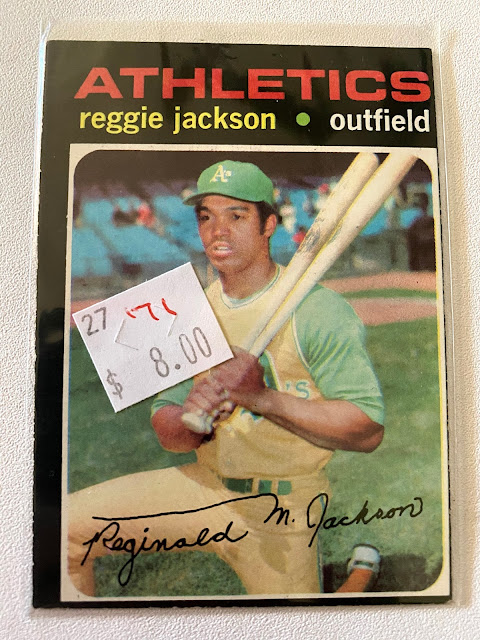 ATHLETICS
reggie jackson • outfield
A's
27 '71
$ 8.00
Reginald M. Jackson